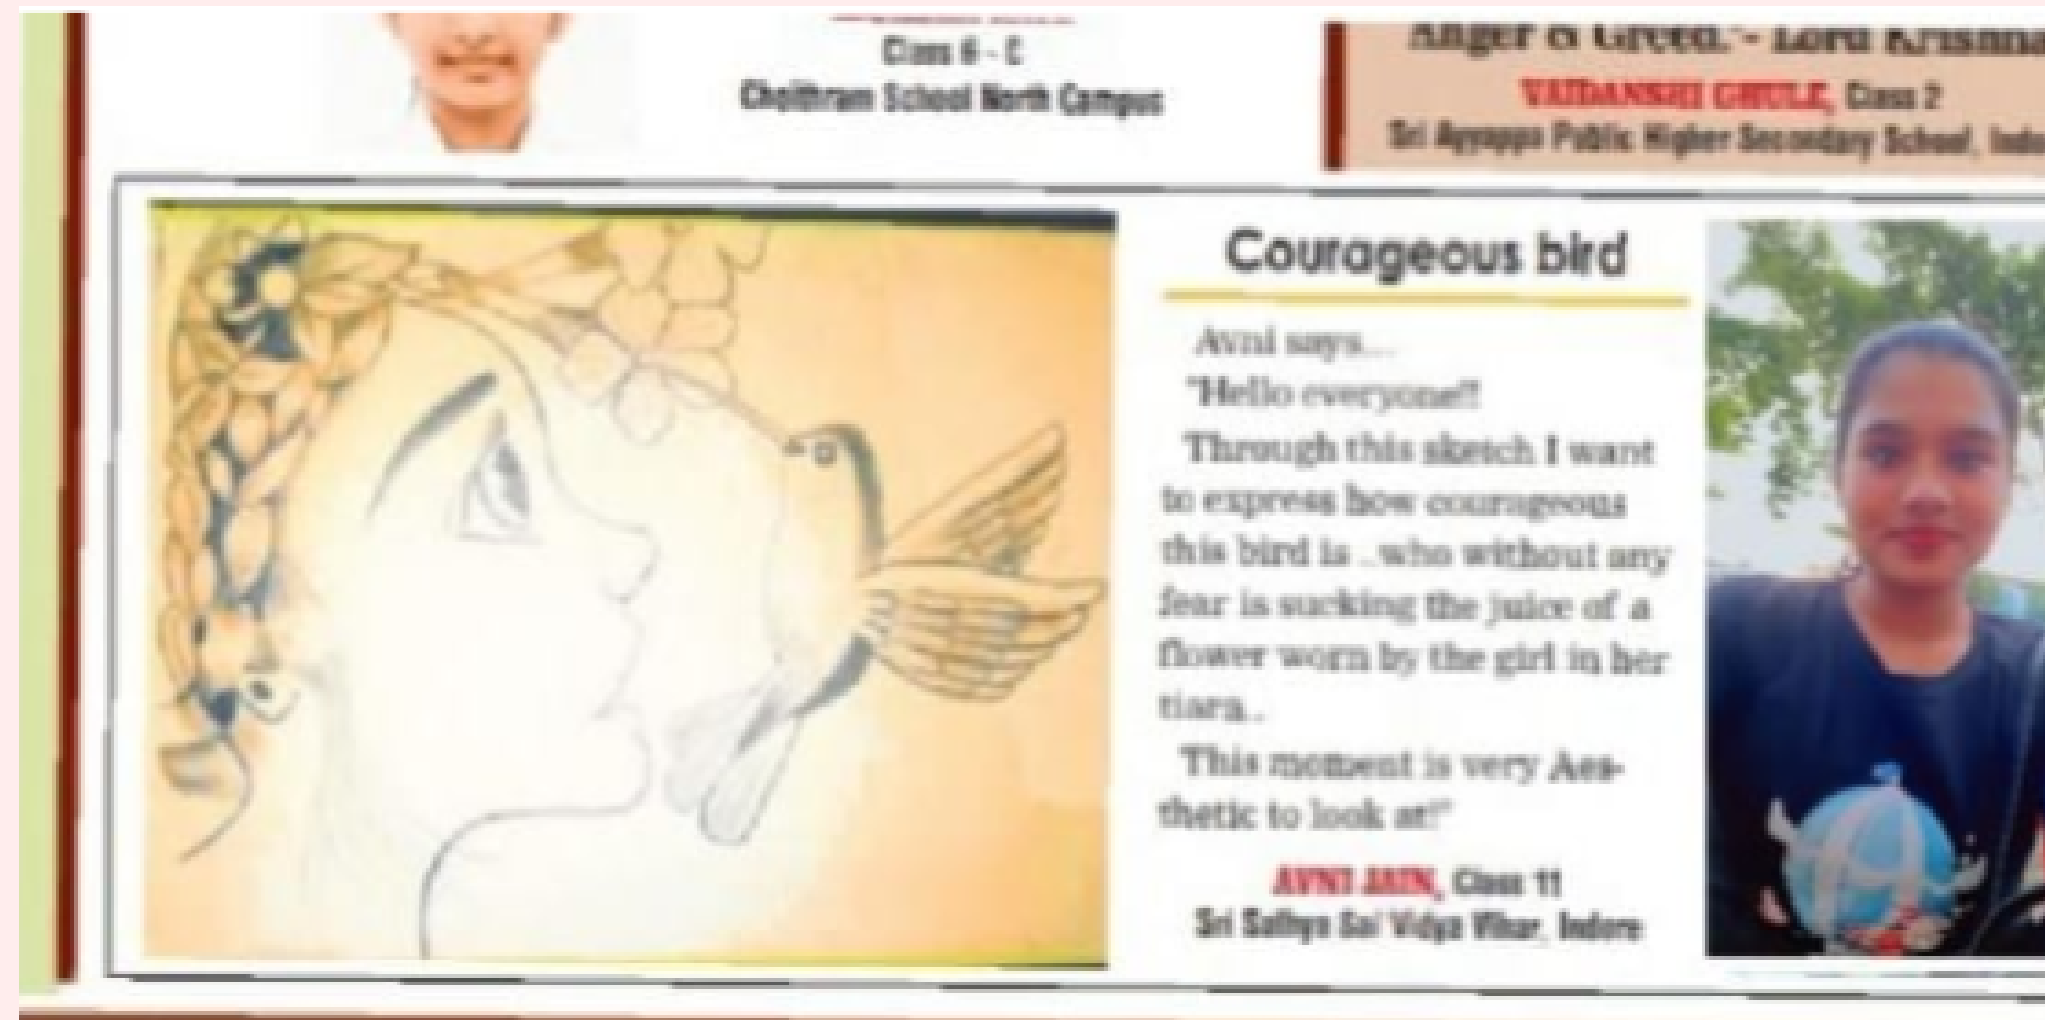 Class 6 - C
Choithram School North Campus
Anger & Greed.'- Lord Krishna
VAIDANSHI GHULE, Class 2
Sri Ayyappa Public Higher Secondary School, Indo
Courageous bird
Avni says...
"Hello everyone!!
Through this sketch I want
to express how courageous
this bird is ..who without any
fear is sucking the juice of a
flower worn by the girl in her
tiara..
This moment is very Aes-
thetic to look at!"
AVNI JAIN, Class 11
Sri Sathya Sai Vidya Vihar, Indore